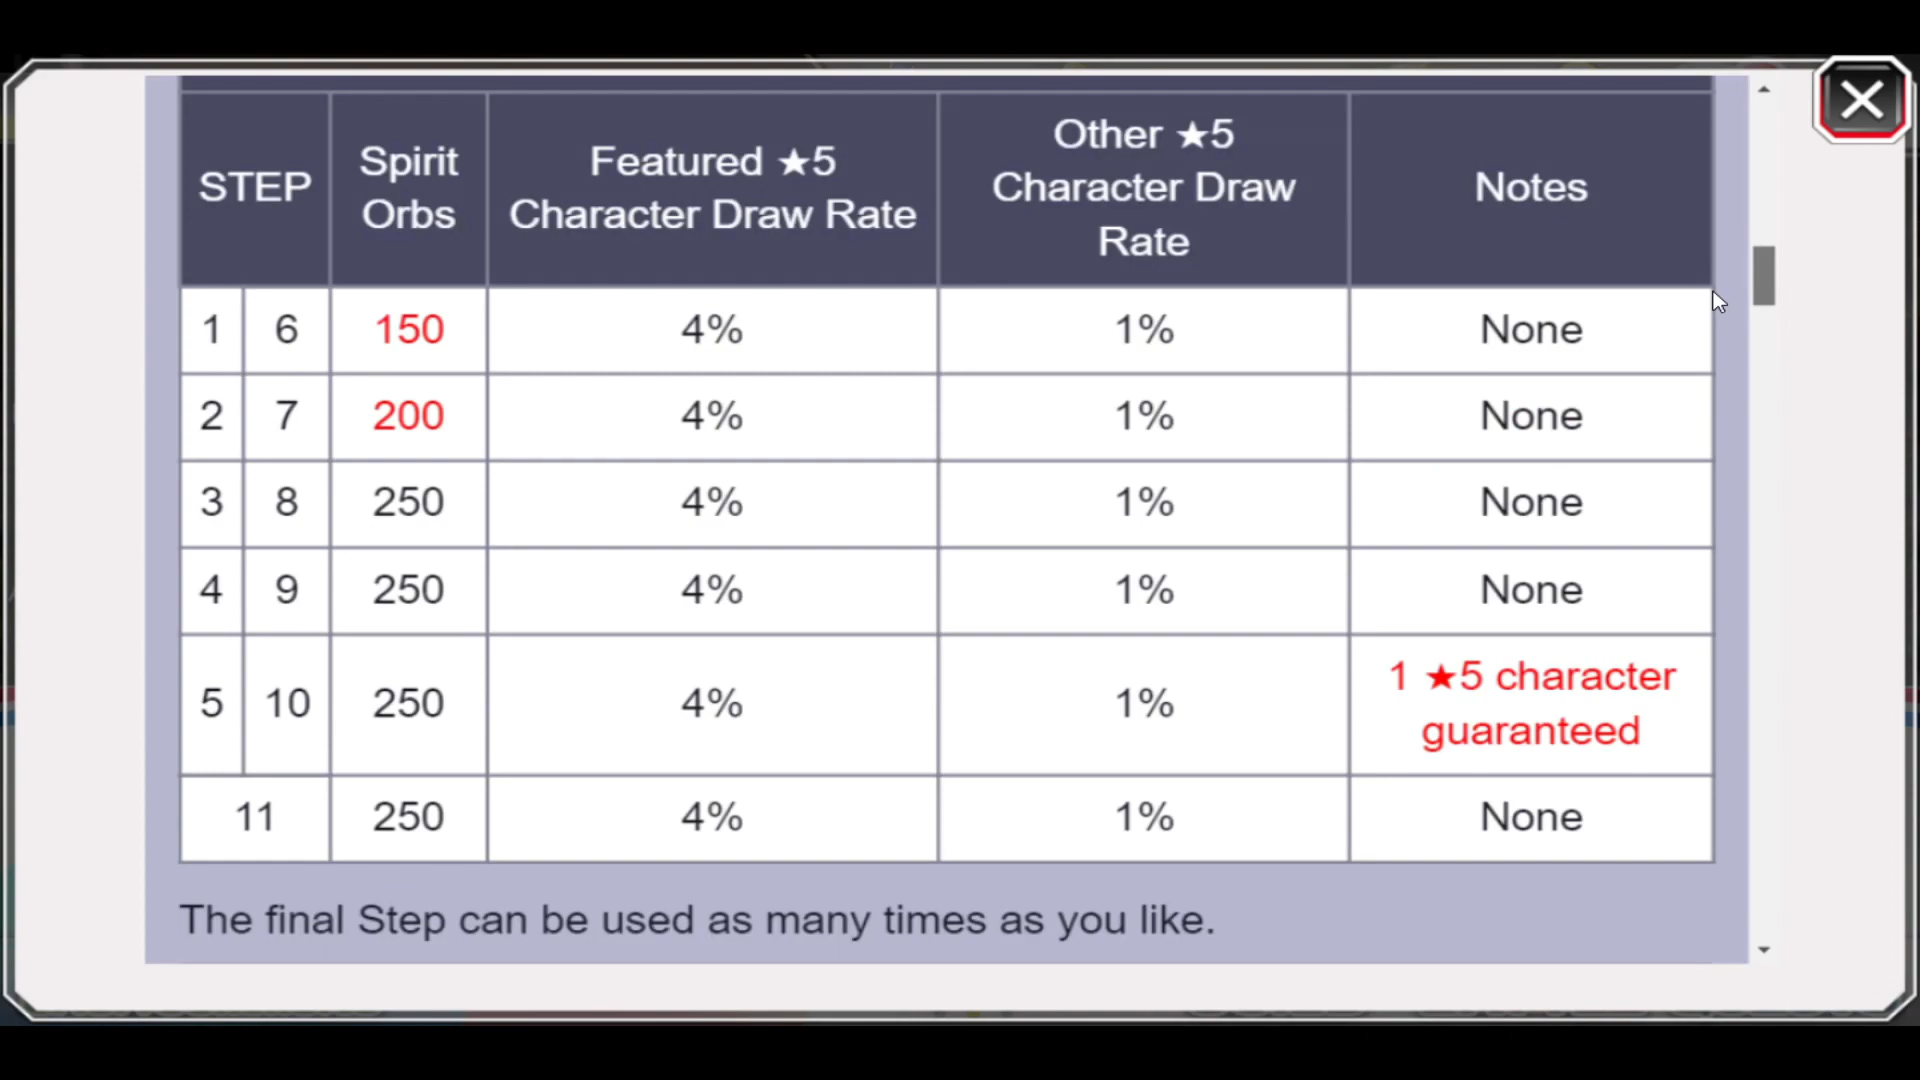 STEP Spirit Orbs Featured ★5 Character Draw Rate Other ★5 Character Draw Rate Notes
1 6 150 4% 1% None
2 7 200 4% 1% None
3 8 250 4% 1% None
4 9 250 4% 1% None
5 10 250 4% 1% 1 ★5 character guaranteed
11 250 4% 1% None
The final Step can be used as many times as you like.